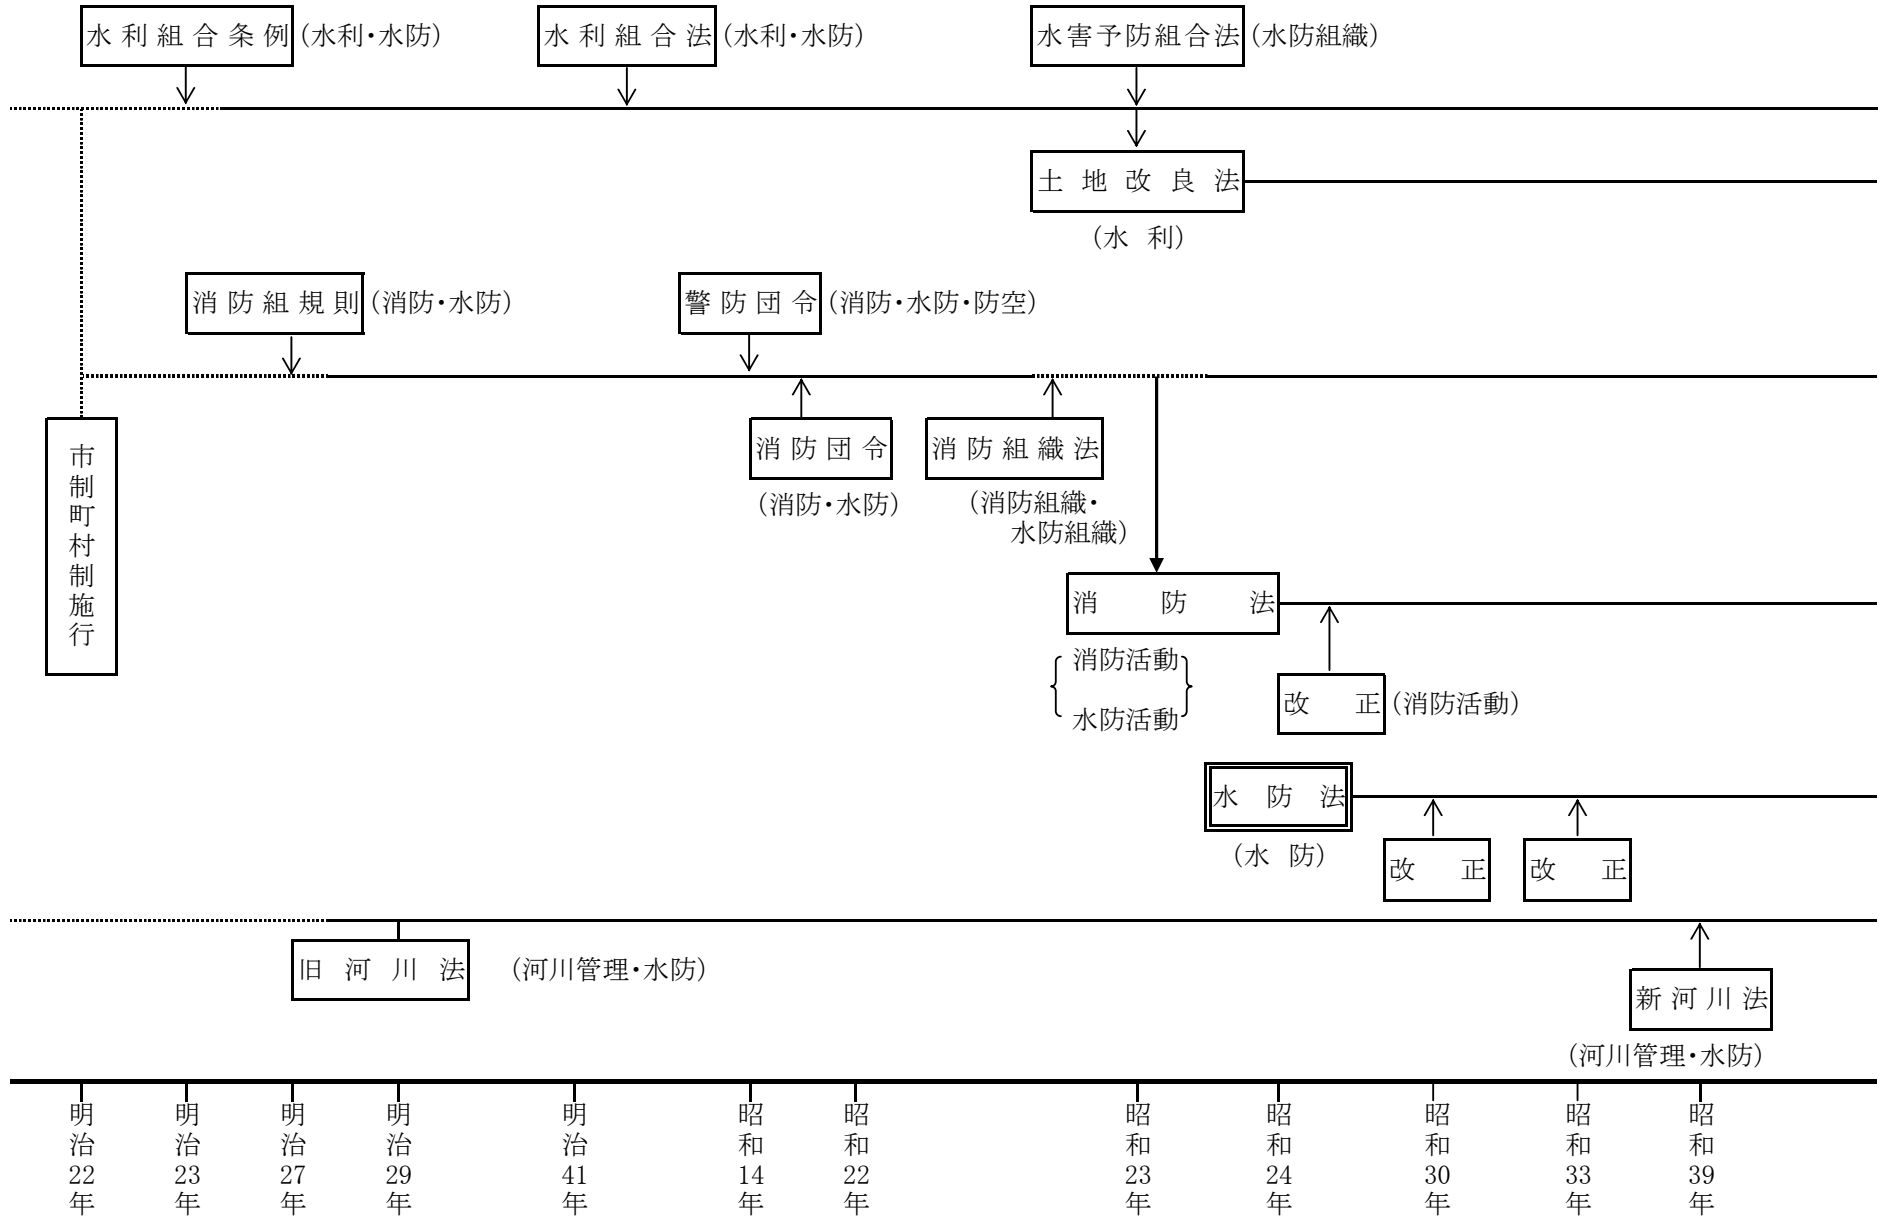 水利組合条例（水利・水防）
水利組合法（水利・水防）
水害予防組合法（水防組織）
土地改良法
（水 利）
消防組規則（消防・水防）
警防団令（消防・水防・防空）
消防団令
（消防・水防）
消防組織法
（消防組織・
水防組織）
市制町村制施行
消防法
消防活動
水防活動
改正（消防活動）
水防法
（水 防）
改正
改正
旧河川法（河川管理・水防）
新河川法
（河川管理・水防）
明治22年
明治23年
明治27年
明治29年
明治41年
昭和14年
昭和22年
昭和23年
昭和24年
昭和30年
昭和33年
昭和39年